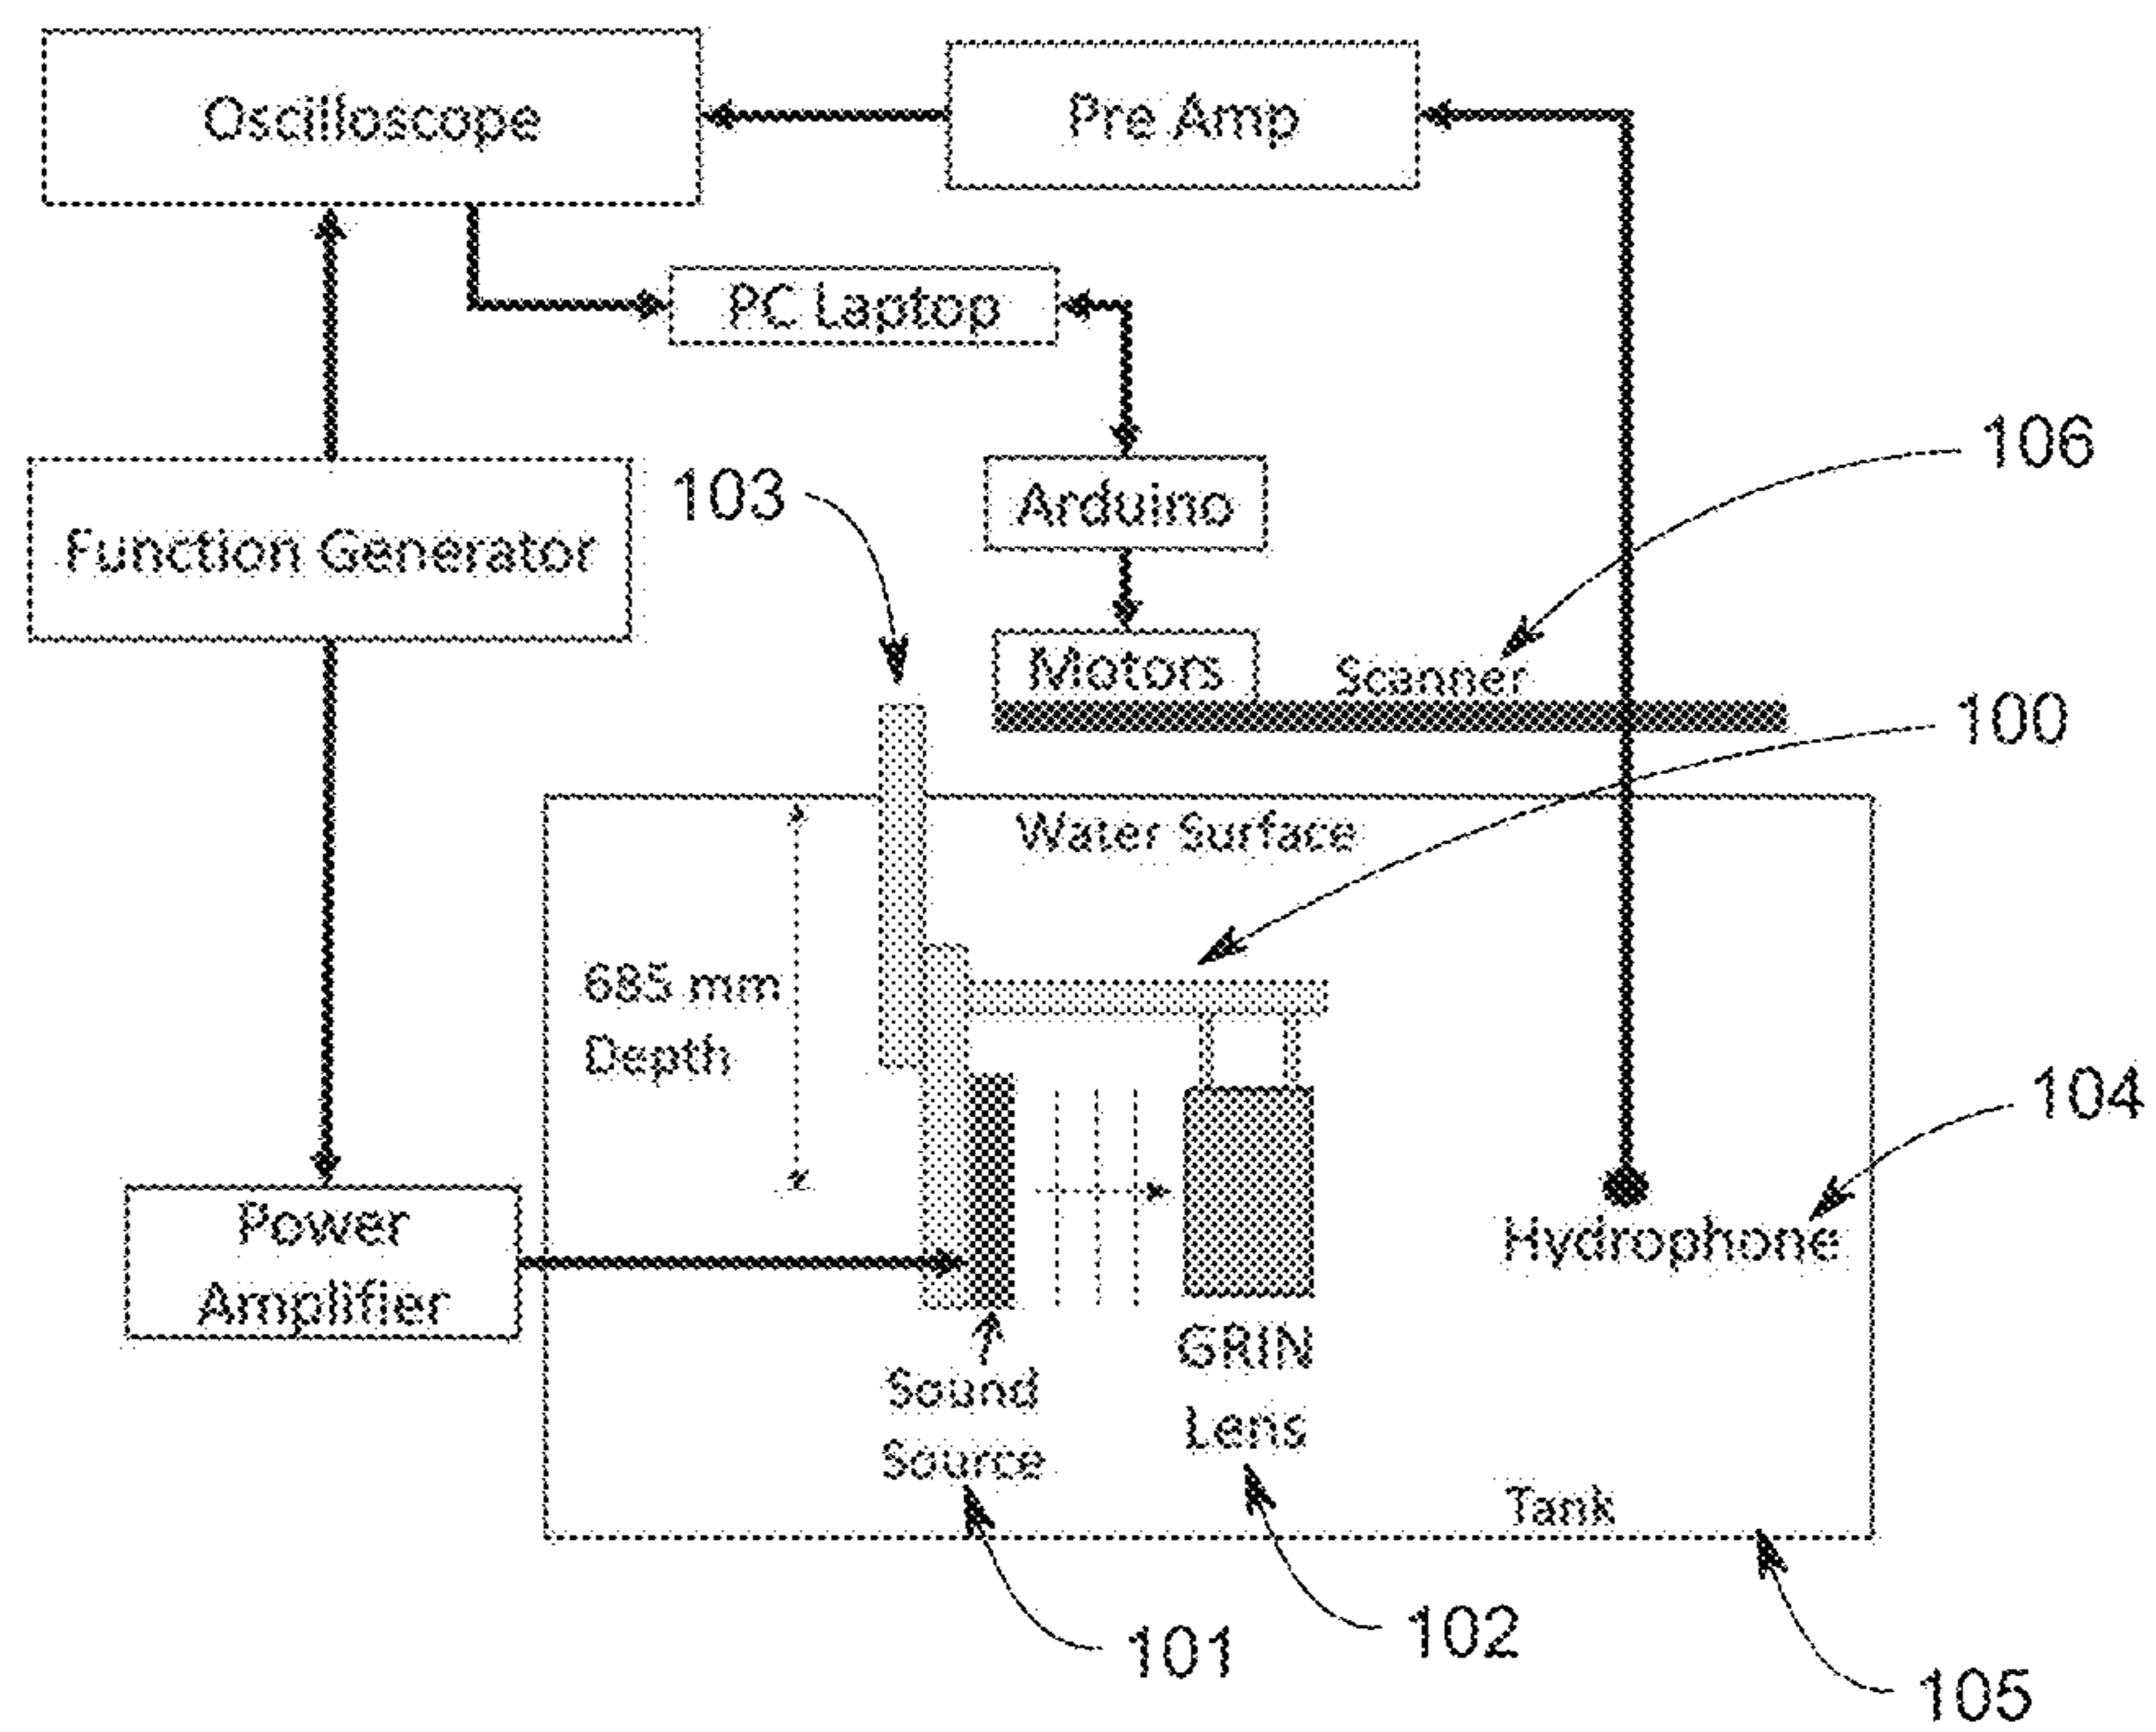 Oscilloscope
Pre Amp
PC Laptop
106
103
Arduino
Function Generator
Motors
Scanner
100
Water Surface
685 mm
Depth
104
Power
Amplifier
Hydrophone
GRIN
Lens
Sound
Source
Tank
101
102
105